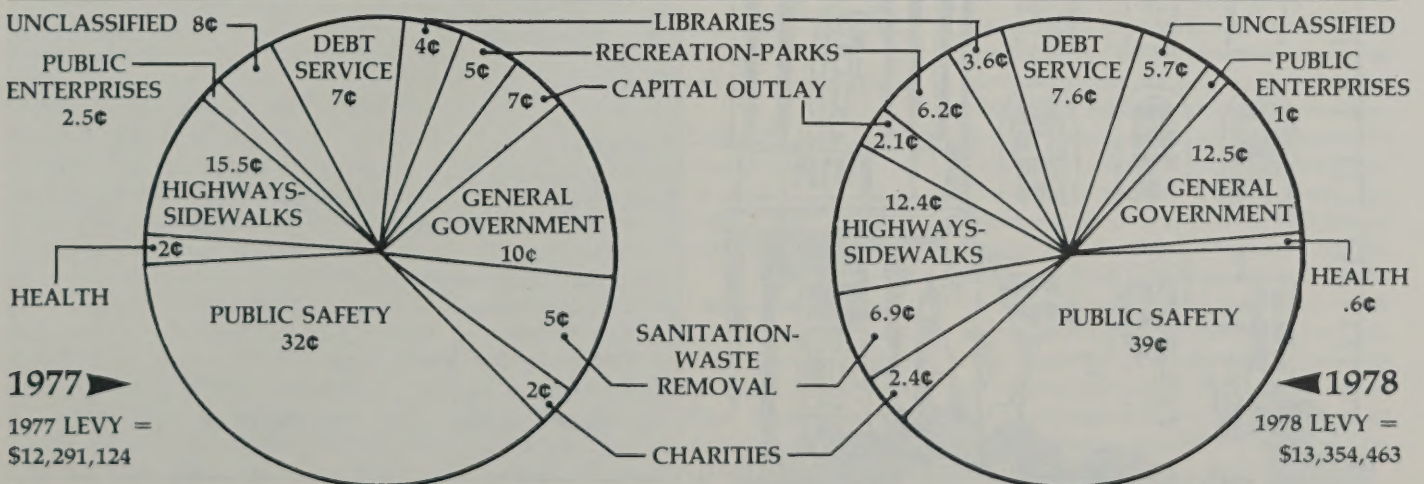 UNCLASSIFIED 8¢
PUBLIC
ENTERPRISES
2.5¢
DEBT
SERVICE
7¢
4¢
5¢
7¢
15.5¢
HIGHWAYS-
SIDEWALKS
2¢
HEALTH
GENERAL
GOVERNMENT
10¢
PUBLIC SAFETY
32¢
5¢
2¢
1977
1977 LEVY =
$12,291,124
LIBRARIES
RECREATION-PARKS
CAPITAL OUTLAY
SANITATION-
WASTE
REMOVAL
CHARITIES
3.6¢
6.2¢
2.1¢
DEBT
SERVICE
7.6¢
5.7¢
UNCLASSIFIED
PUBLIC
ENTERPRISES
1¢
12.5¢
GENERAL
GOVERNMENT
12.4¢
HIGHWAYS-
SIDEWALKS
HEALTH
.6¢
6.9¢
PUBLIC SAFETY
39¢
2.4¢
1978
1978 LEVY =
$13,354,463